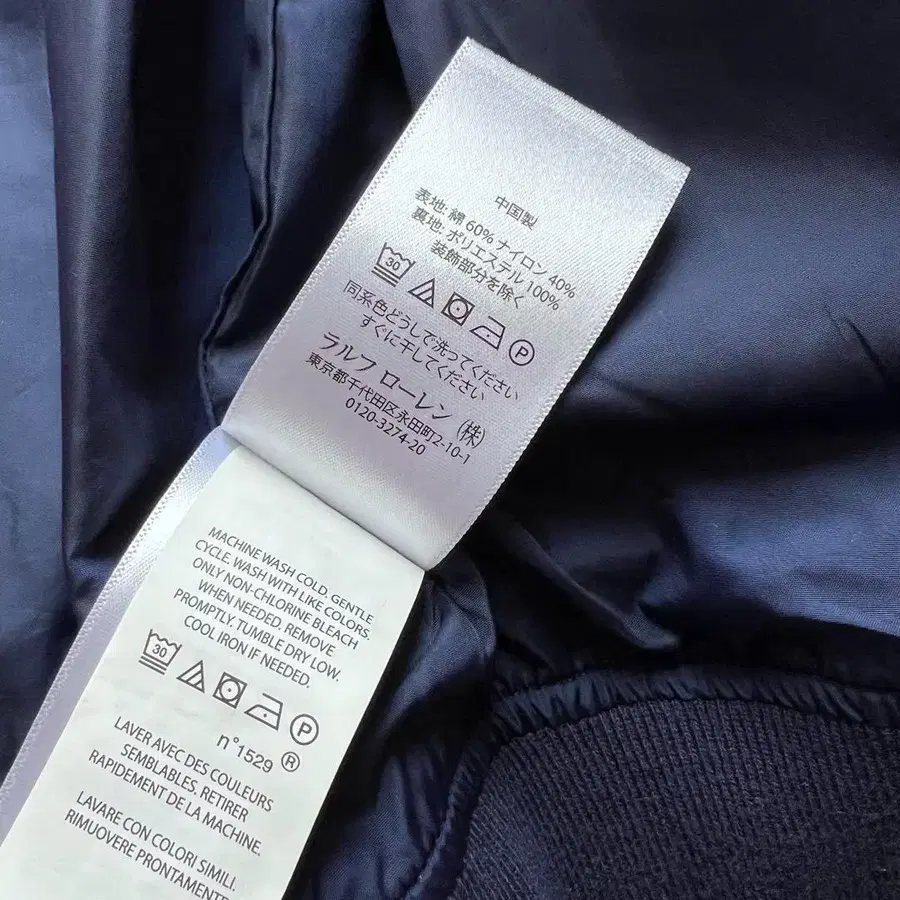 中国製
表地: 綿 60% ナイロン 40%
裏地: ポリエステル 100%
装飾部分を除く
30
P
同系色どうしで洗ってください
すぐに干してください
ラルフ ローレン (株)
東京都千代田区永田町2-10-1
0120-3274-20
MACHINE WASH COLD. GENTLE
CYCLE. WASH WITH LIKE COLORS.
ONLY NON-CHLORINE BLEACH
WHEN NEEDED. REMOVE
PROMPTLY. TUMBLE DRY LOW.
COOL IRON IF NEEDED.
30
P
n°1529 ®
LAVER AVEC DES COULEURS
SEMBLABLES. RETIRER
RAPIDEMENT DE LA MACHINE.
LAVARE CON COLORI SIMILI.
RIMUOVERE PRONTAMENTE